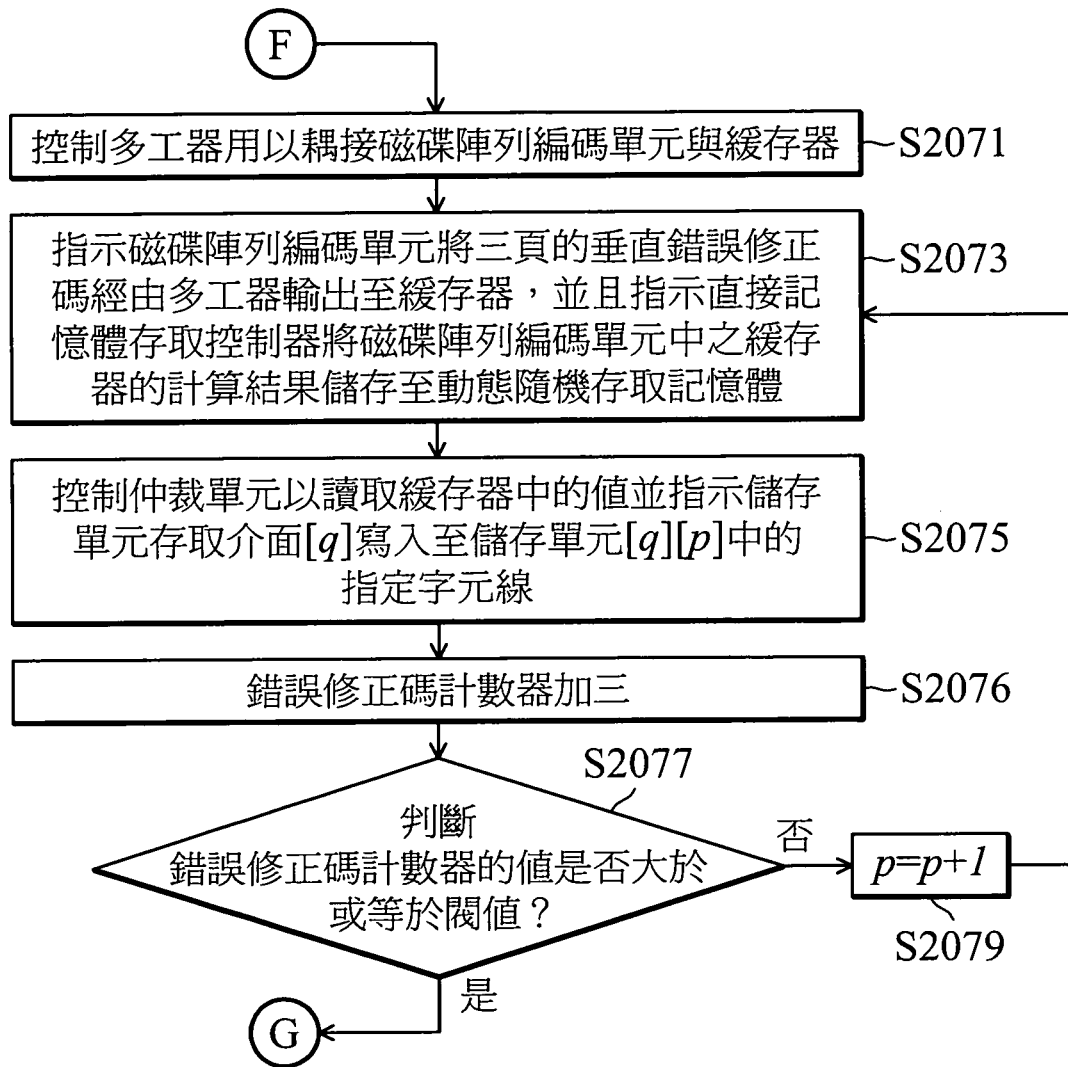 F
控制多工器用以耦接磁碟陣列編碼單元與緩存器
S2071
指示磁碟陣列編碼單元將三頁的垂直錯誤修正
碼經由多工器輸出至緩存器，並且指示直接記
憶體存取控制器將磁碟陣列編碼單元中之緩存
器的計算結果儲存至動態隨機存取記憶體
S2073
控制仲裁單元以讀取緩存器中的值並指示儲存
單元存取介面[q]寫入至儲存單元[q][p]中的
指定字元線
S2075
錯誤修正碼計數器加三
S2076
S2077
判斷
錯誤修正碼計數器的值是否大於
或等於閥值？
否
p=p+1
S2079
是
G